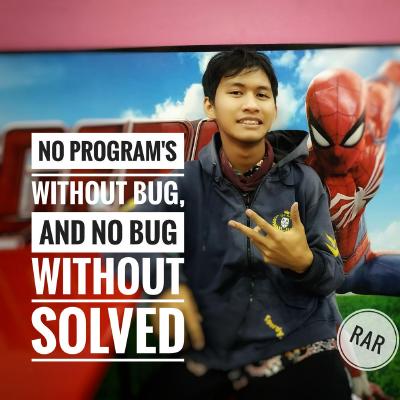 NO PROGRAM'S
WITHOUT BUG,
AND NO BUG
WITHOUT
SOLVED
RAR